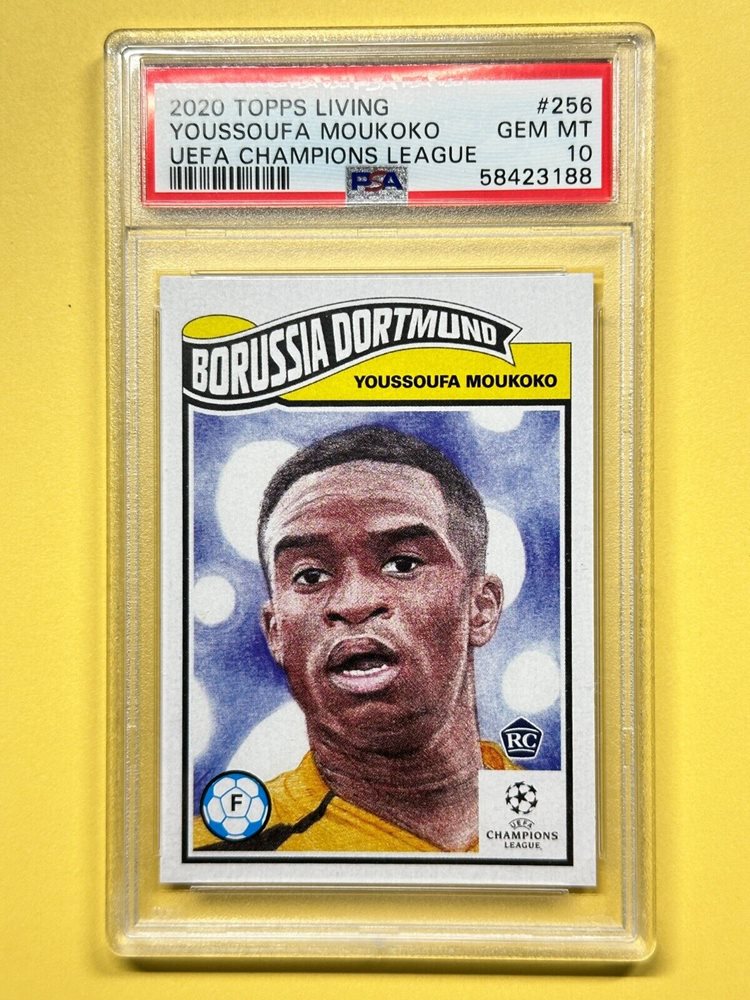 2020 TOPPS LIVING #256
YOUSSOUFA MOUKOKO GEM MT
UEFA CHAMPIONS LEAGUE 10
PSA 58423188
BORUSSIA DORTMUND
YOUSSOUFA MOUKOKO
RC
F
UEFA
CHAMPIONS
LEAGUE